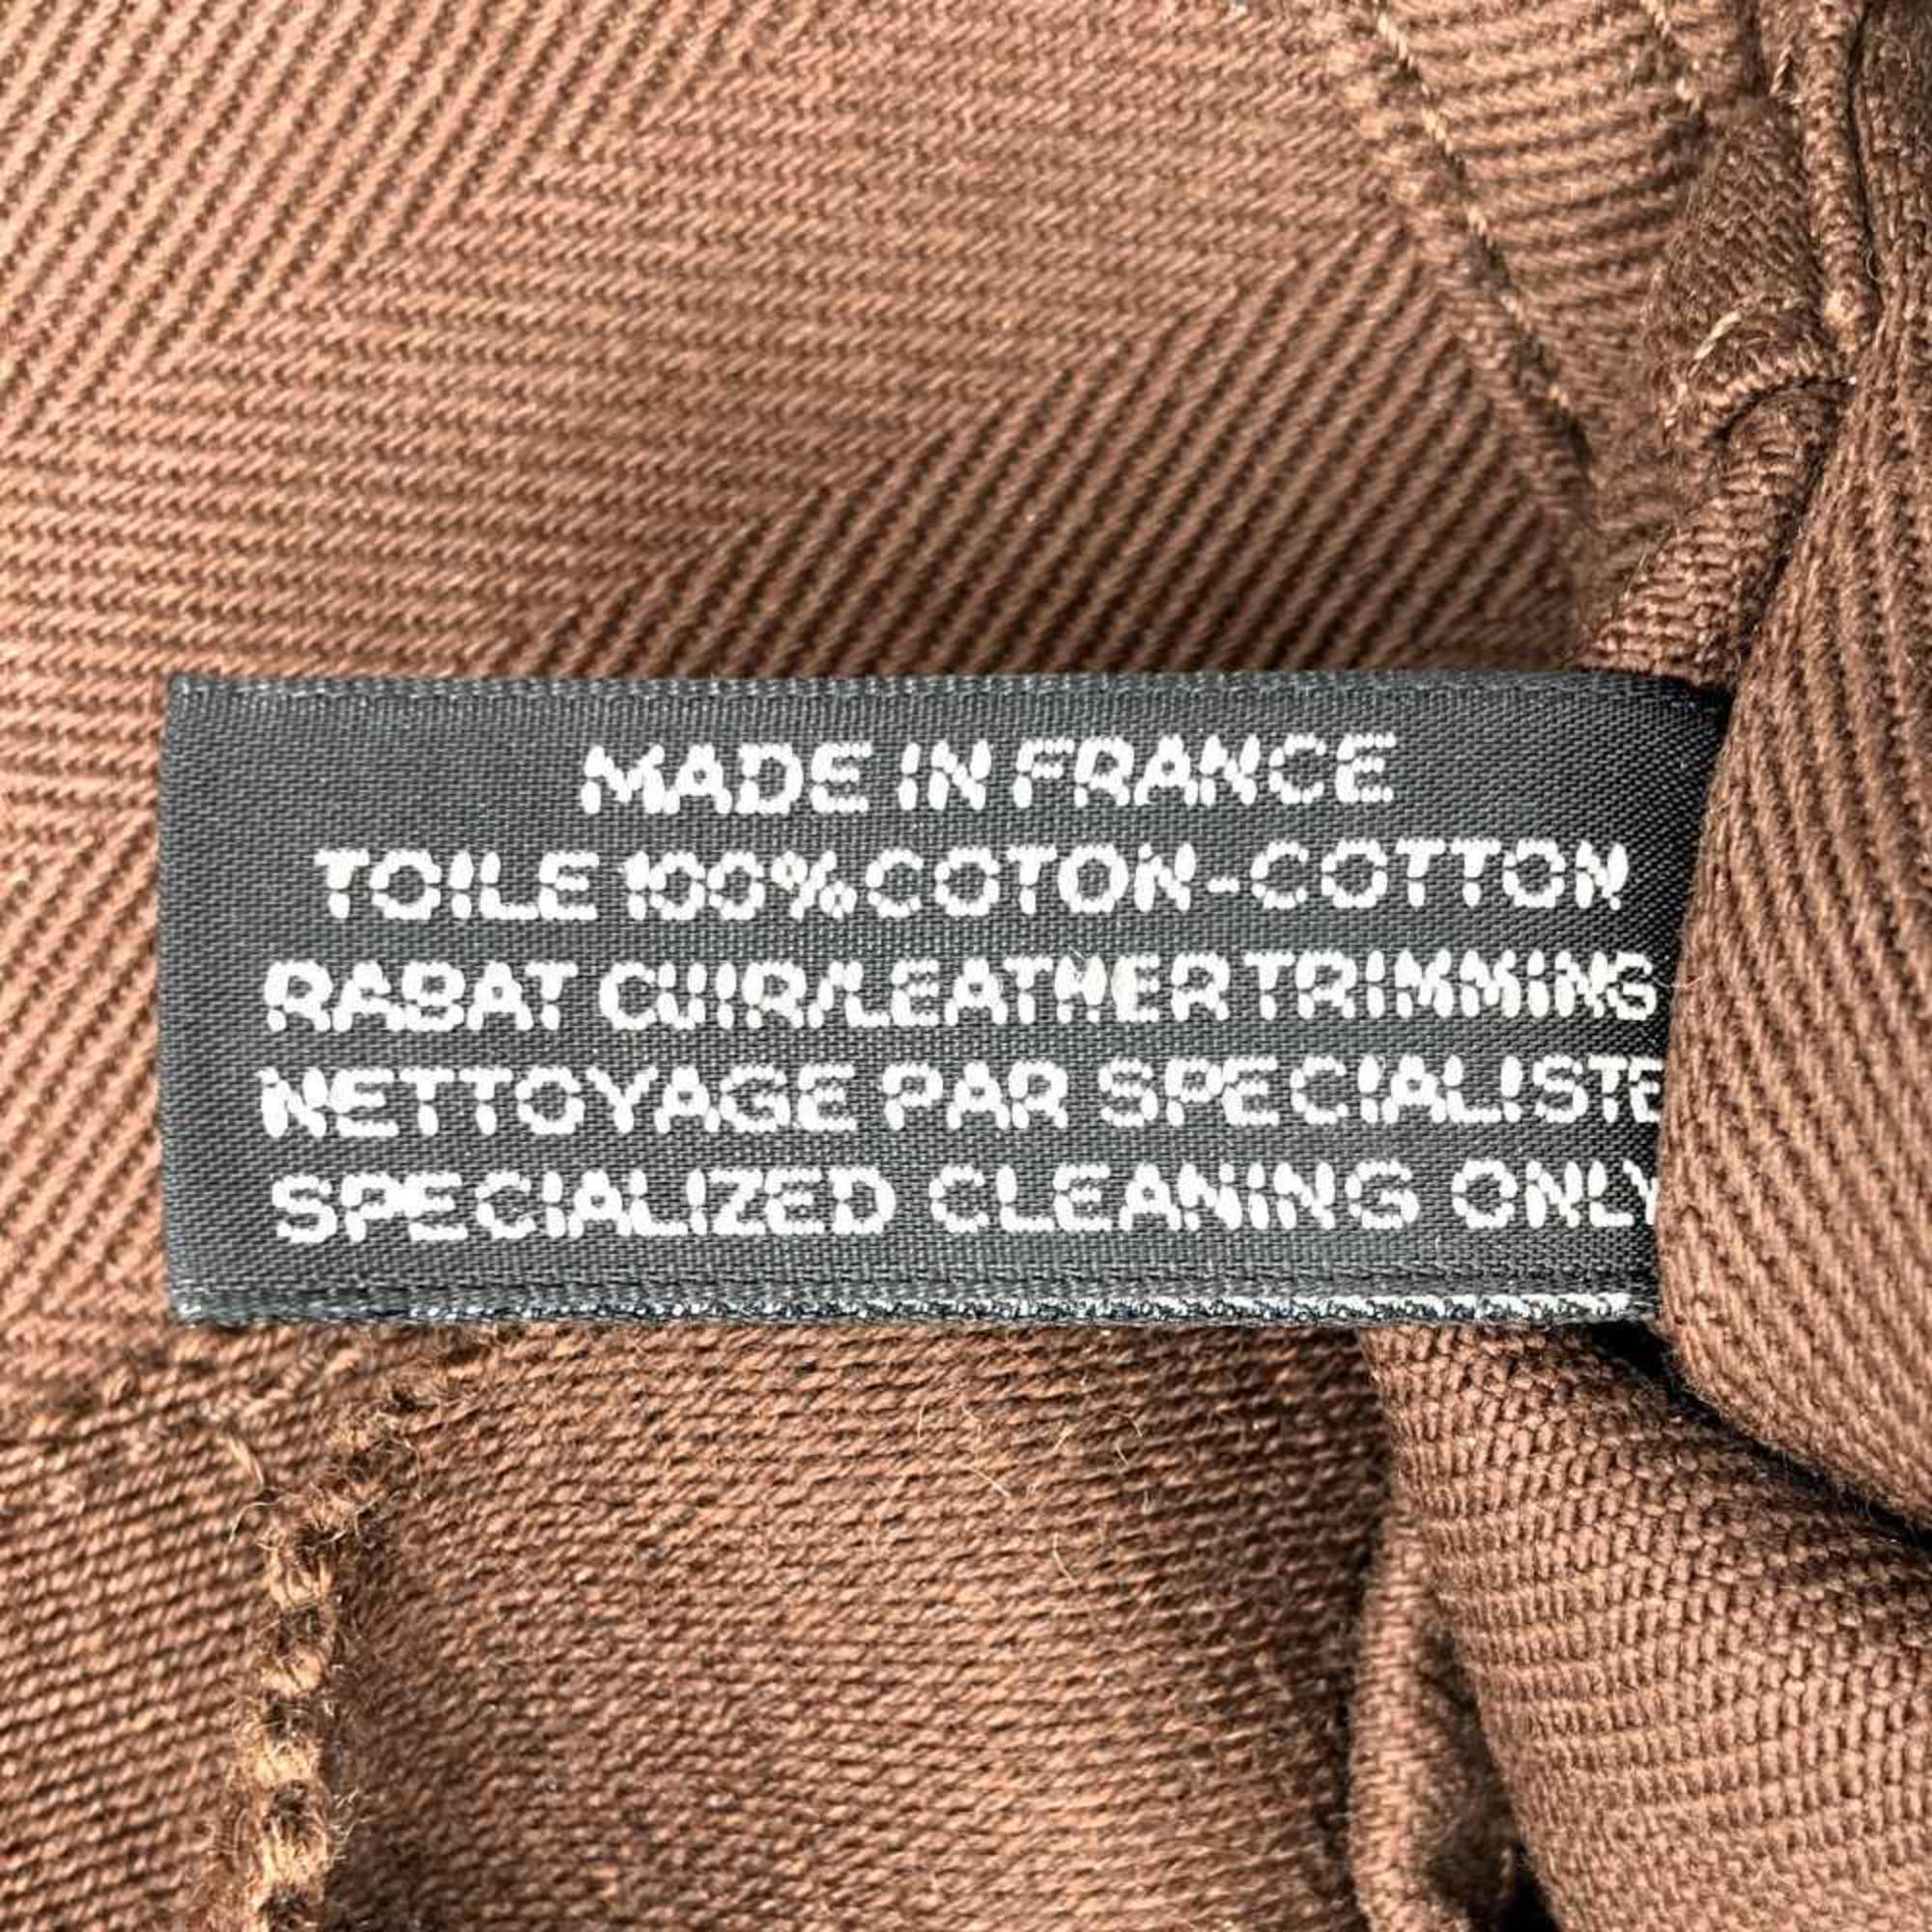 MADE IN FRANCE
TOILE 100% COTON-COTTON
RABAT CUIR/LEATHER TRIMMING
NETTOYAGE PAR SPECIALISTE
SPECIALIZED CLEANING ONLY